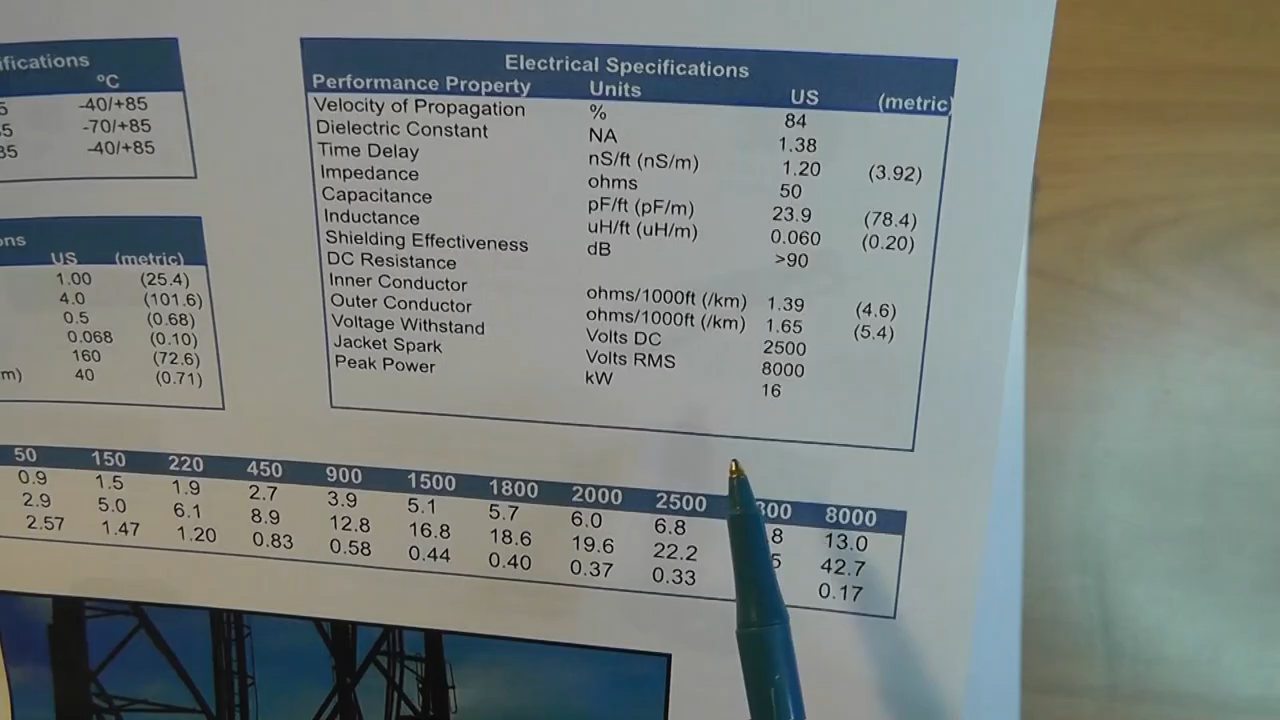 ifications
ºC
5 -40/+85
5 -70/+85
35 -40/+85
ons
US (metric)
1.00 (25.4)
4.0 (101.6)
0.5 (0.68)
0.068 (0.10)
160 (72.6)
m) 40 (0.71)
Electrical Specifications
Performance Property Units US (metric)
Velocity of Propagation % 84
Dielectric Constant NA 1.38
Time Delay nS/ft (nS/m) 1.20 (3.92)
Impedance ohms 50
Capacitance pF/ft (pF/m) 23.9 (78.4)
Inductance uH/ft (uH/m) 0.060 (0.20)
Shielding Effectiveness dB >90
DC Resistance
Inner Conductor ohms/1000ft (/km) 1.39 (4.6)
Outer Conductor ohms/1000ft (/km) 1.65 (5.4)
Voltage Withstand Volts DC 2500
Jacket Spark Volts RMS 8000
Peak Power kW 16
50 150 220 450 900 1500 1800 2000 2500 800 8000
0.9 1.5 1.9 2.7 3.9 5.1 5.7 6.0 6.8 8 13.0
2.9 5.0 6.1 8.9 12.8 16.8 18.6 19.6 22.2 5 42.7
2.57 1.47 1.20 0.83 0.58 0.44 0.40 0.37 0.33 0.17